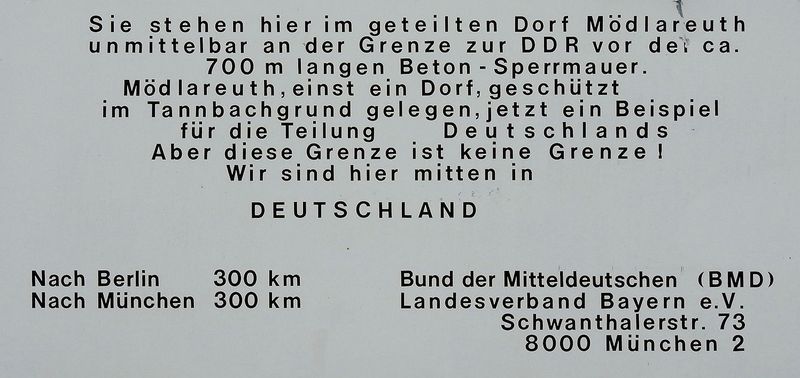 Sie stehen hier im geteilten Dorf Mödlareuth
unmittelbar an der Grenze zur DDR vor der ca.
700 m langen Beton-Sperrmauer.
Mödlareuth, einst ein Dorf, geschützt
im Tannbachgrund gelegen, jetzt ein Beispiel
für die Teilung Deutschlands
Aber diese Grenze ist keine Grenze!
Wir sind hier mitten in
DEUTSCHLAND
Nach Berlin 300 km
Nach München 300 km
Bund der Mitteldeutschen (BMD)
Landesverband Bayern e.V.
Schwanthalerstr. 73
8000 München 2